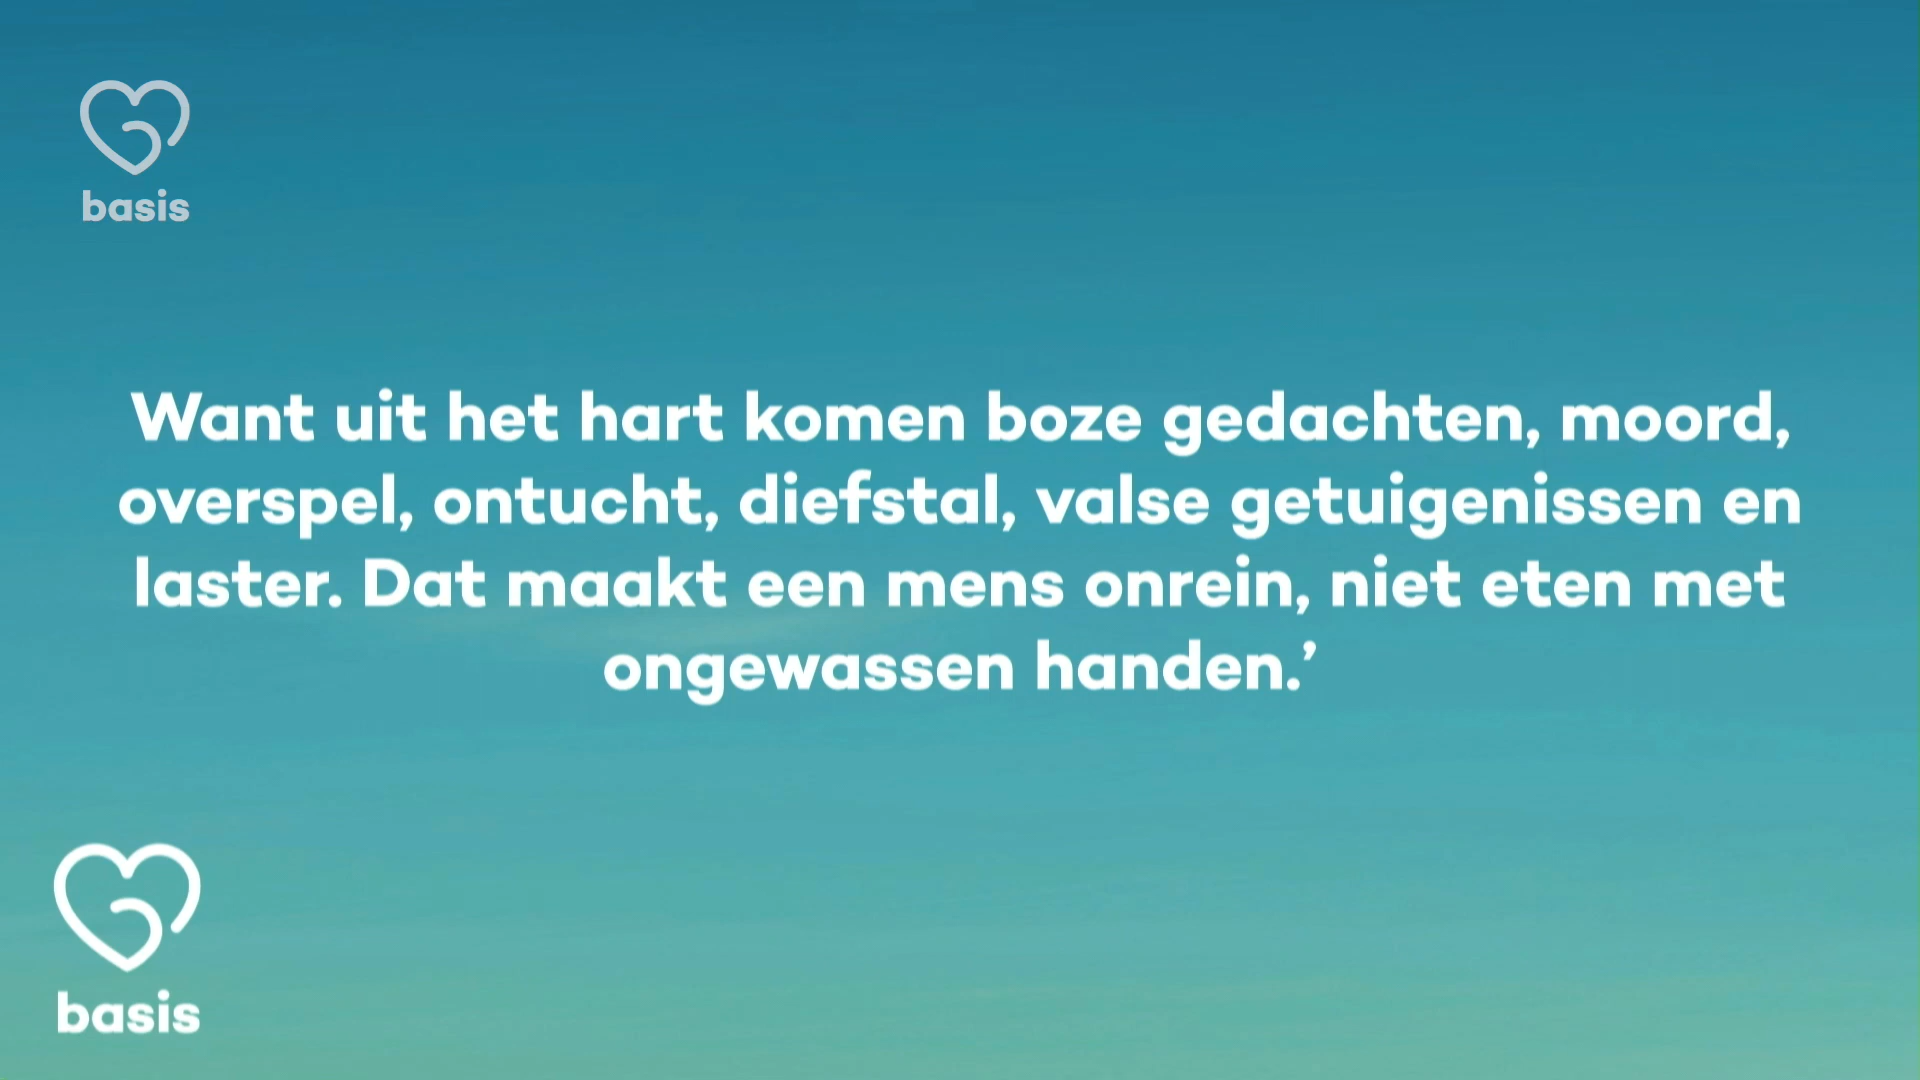 basis
Want uit het hart komen boze gedachten, moord,
overspel, ontucht, diefstal, valse getuigenissen en
laster. Dat maakt een mens onrein, niet eten met
ongewassen handen.’
basis